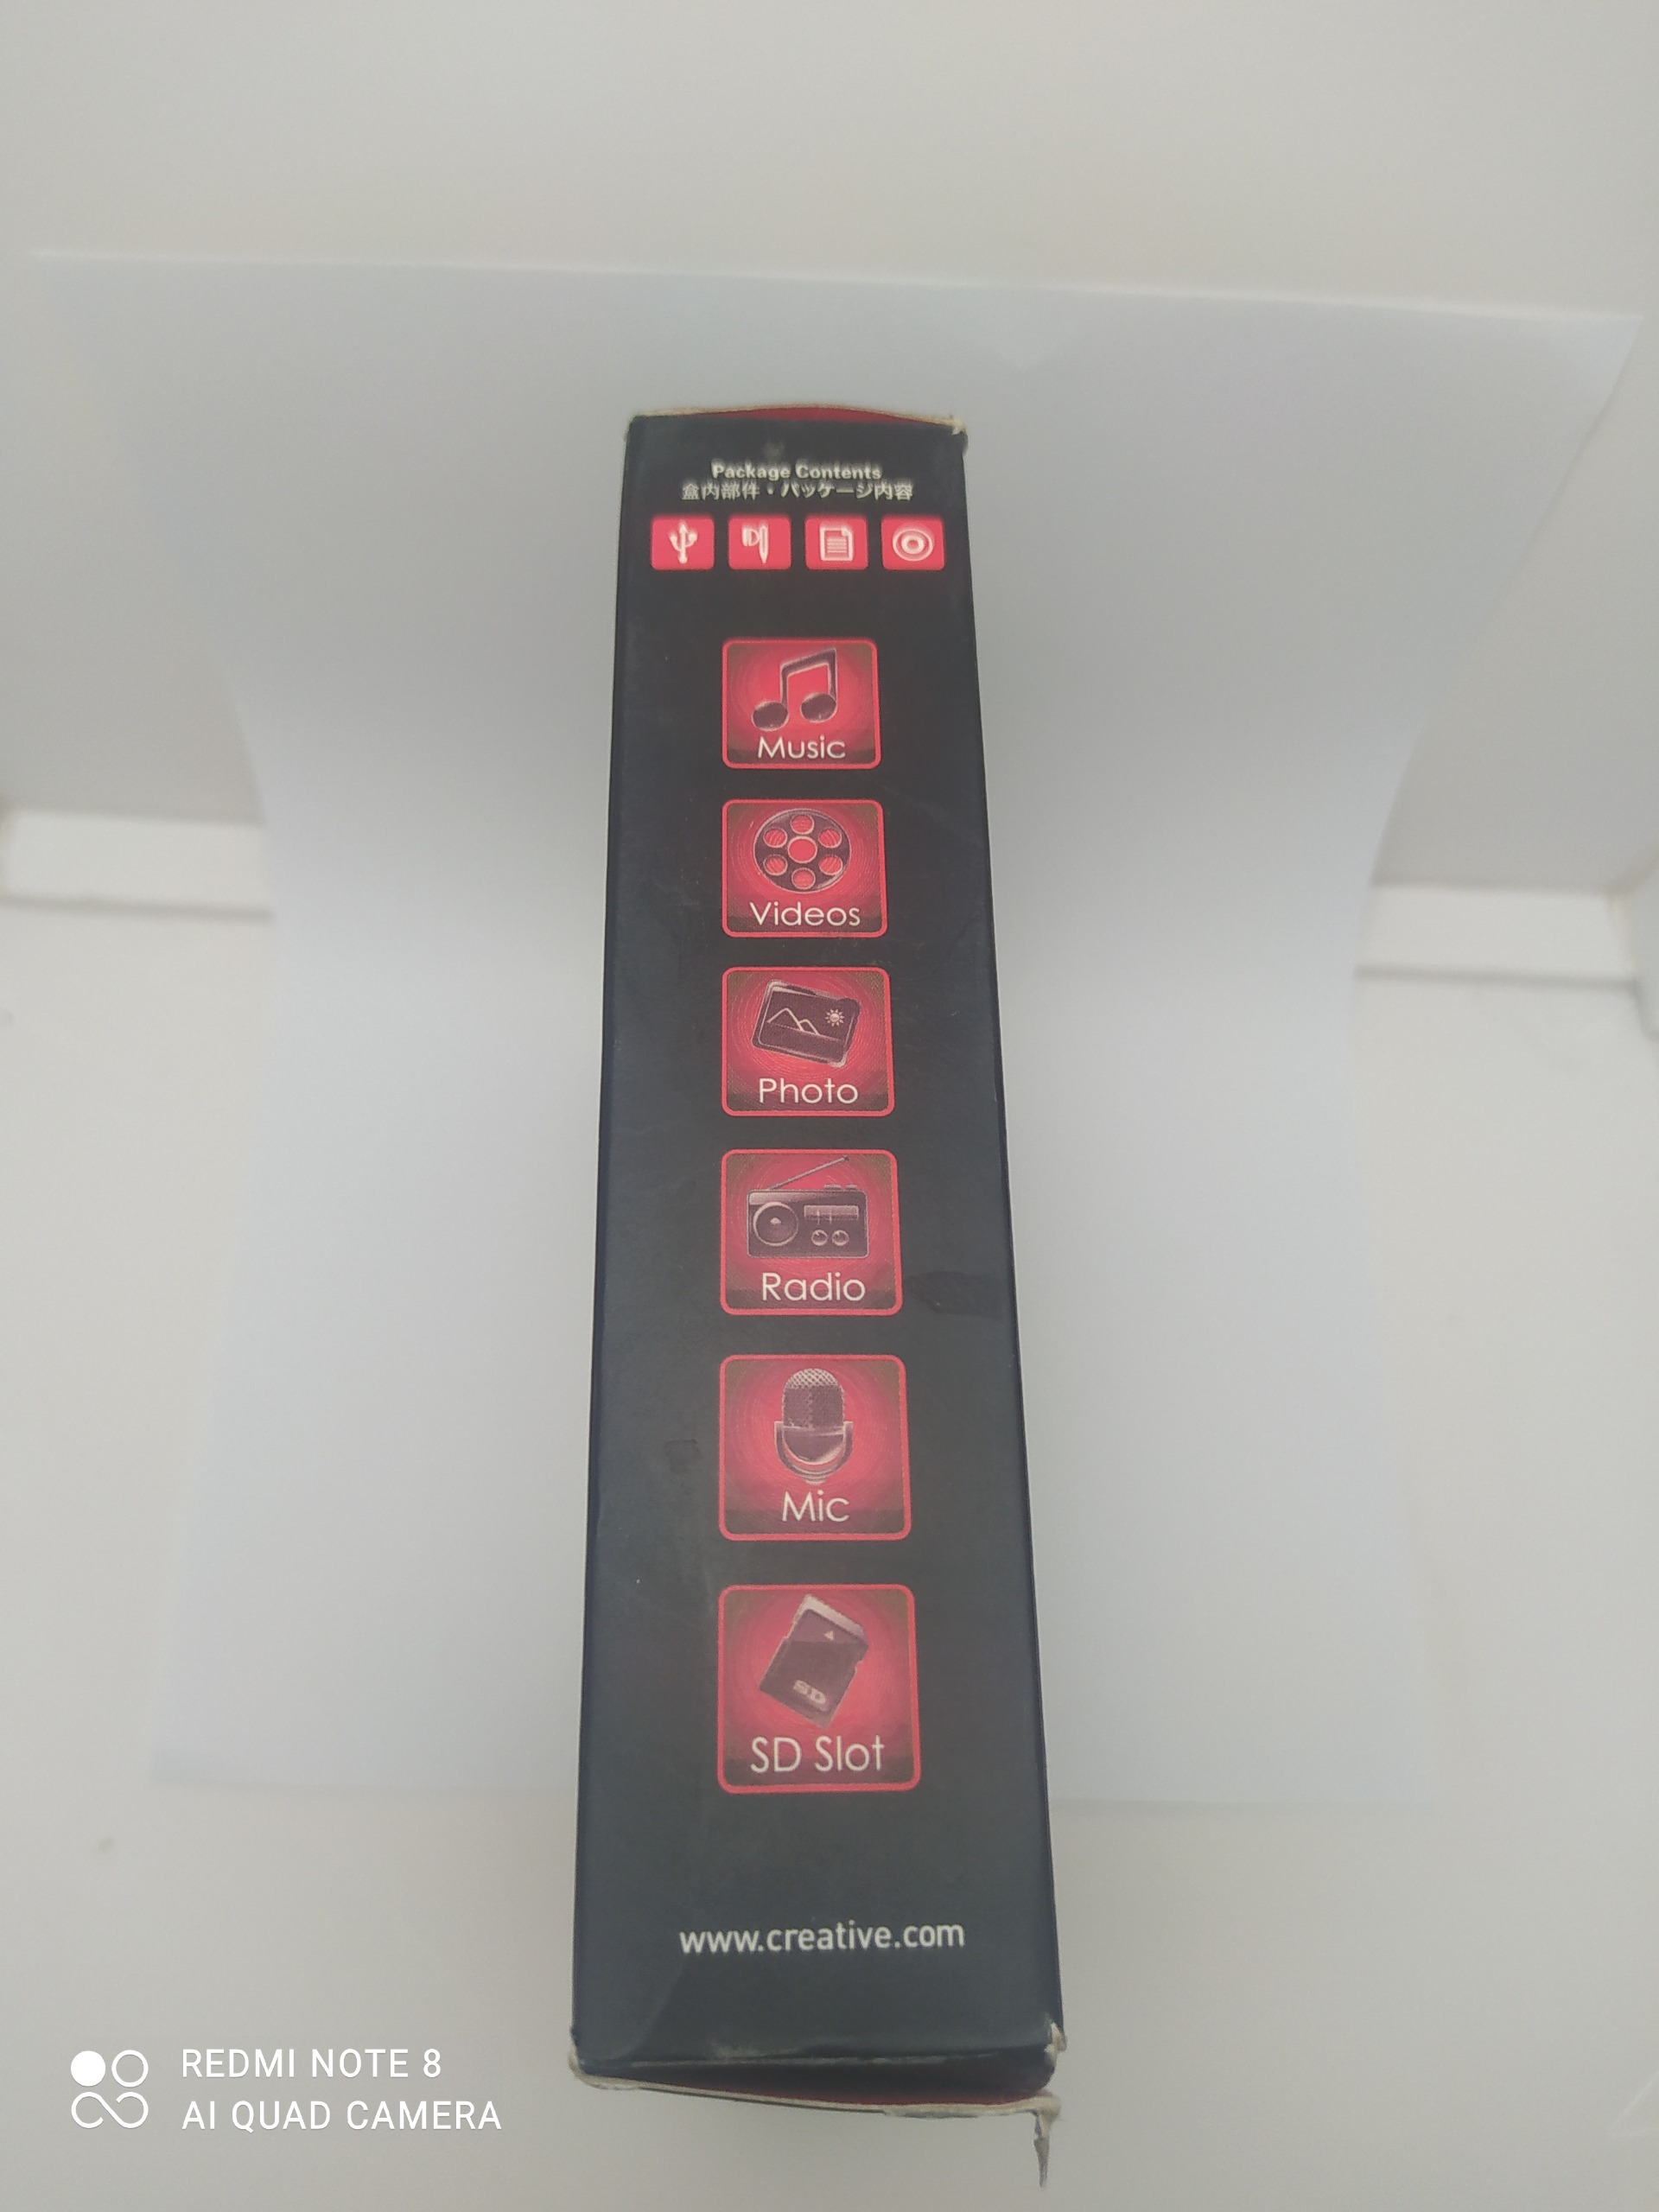 Package Contents
盒内部件・パッケージ内容
Music
Videos
Photo
Radio
Mic
SD
SD Slot
www.creative.com
REDMI NOTE 8
AI QUAD CAMERA